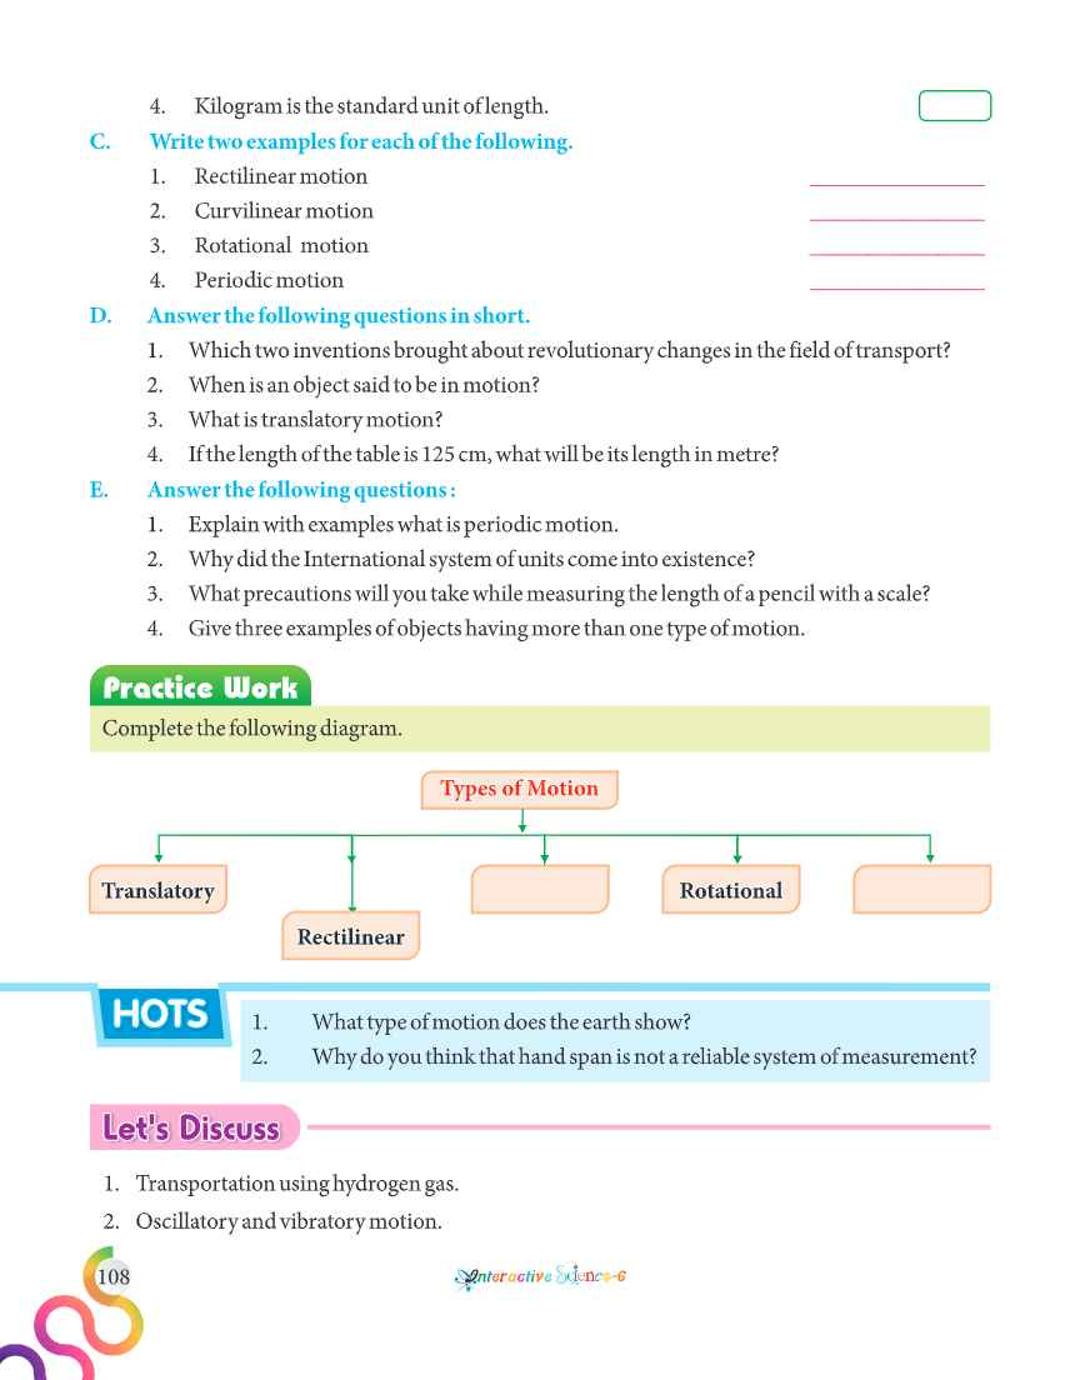 4. Kilogram is the standard unit of length.
C. Write two examples for each of the following.
1. Rectilinear motion
2. Curvilinear motion
3. Rotational motion
4. Periodic motion
D. Answer the following questions in short.
1. Which two inventions brought about revolutionary changes in the field of transport?
2. When is an object said to be in motion?
3. What is translatory motion?
4. If the length of the table is 125 cm, what will be its length in metre?
E. Answer the following questions :
1. Explain with examples what is periodic motion.
2. Why did the International system of units come into existence?
3. What precautions will you take while measuring the length of a pencil with a scale?
4. Give three examples of objects having more than one type of motion.
Practice Work
Complete the following diagram.
Types of Motion
Translatory
Rotational
Rectilinear
HOTS
1. What type of motion does the earth show?
2. Why do you think that hand span is not a reliable system of measurement?
Let's Discuss
1. Transportation using hydrogen gas.
2. Oscillatory and vibratory motion.
108
Interactive Science-6